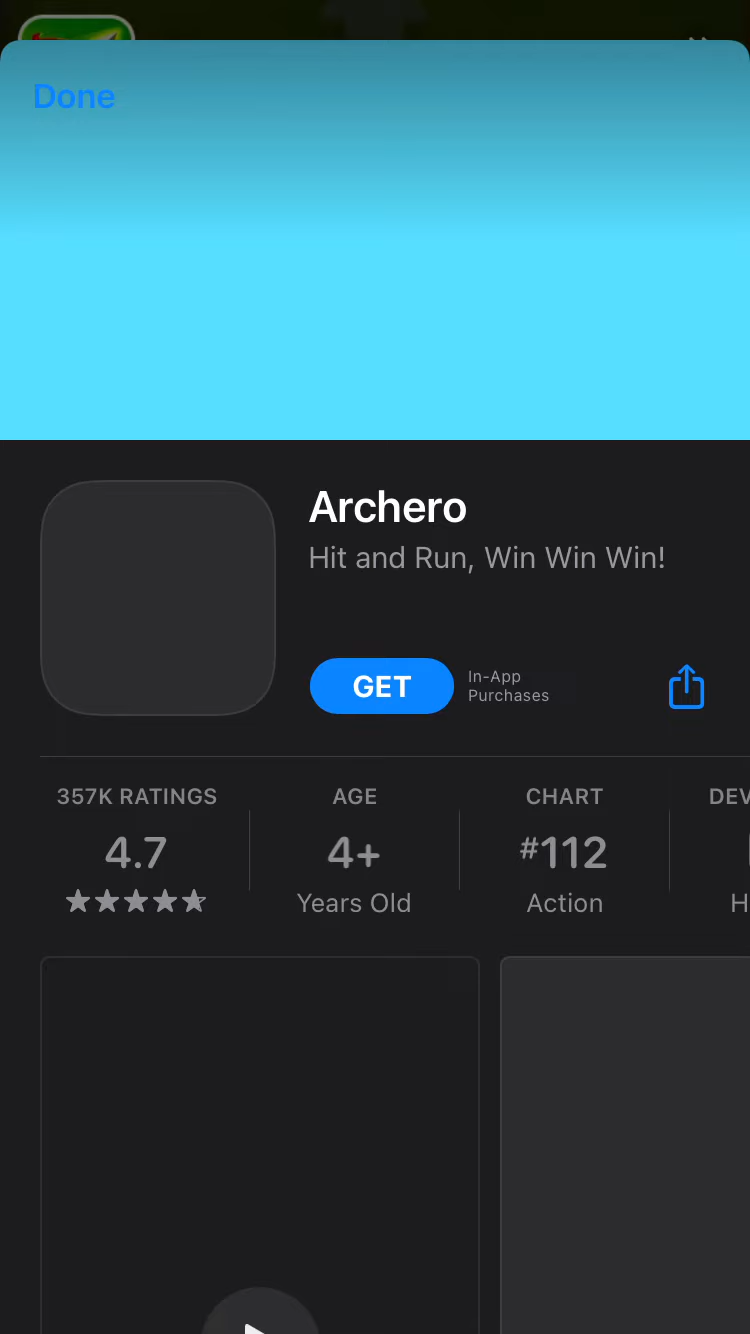 Done
Archero
Hit and Run, Win Win Win!
GET
In-App
Purchases
357K RATINGS
AGE
CHART
4.7
4+
#112
Years Old
Action